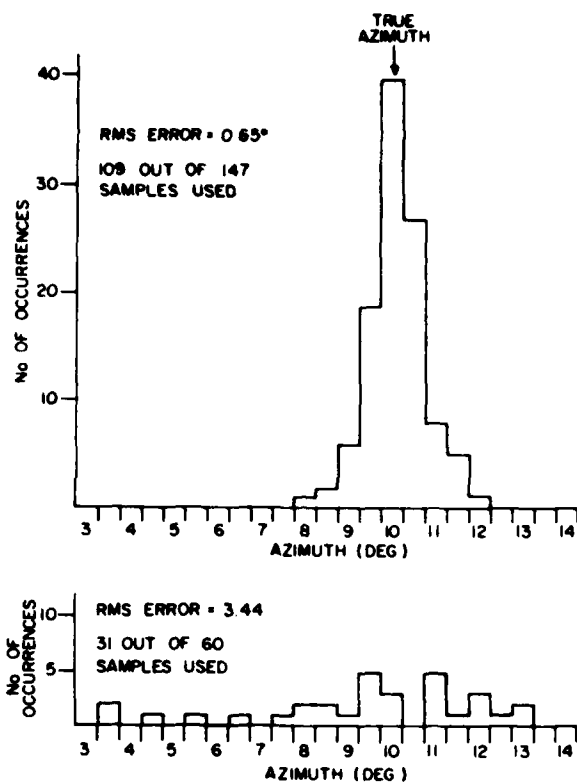 TRUE
AZIMUTH
40
RMS ERROR = 0.65°
109 OUT OF 147
SAMPLES USED
30
20
10
No OF OCCURRENCES
3 4 5 6 7 8 9 10 11 12 13 14
AZIMUTH (DEG)
RMS ERROR = 3.44
31 OUT OF 60
SAMPLES USED
10
5
No OF
OCCURRENCES
3 4 5 6 7 8 9 10 11 12 13 14
AZIMUTH (DEG)